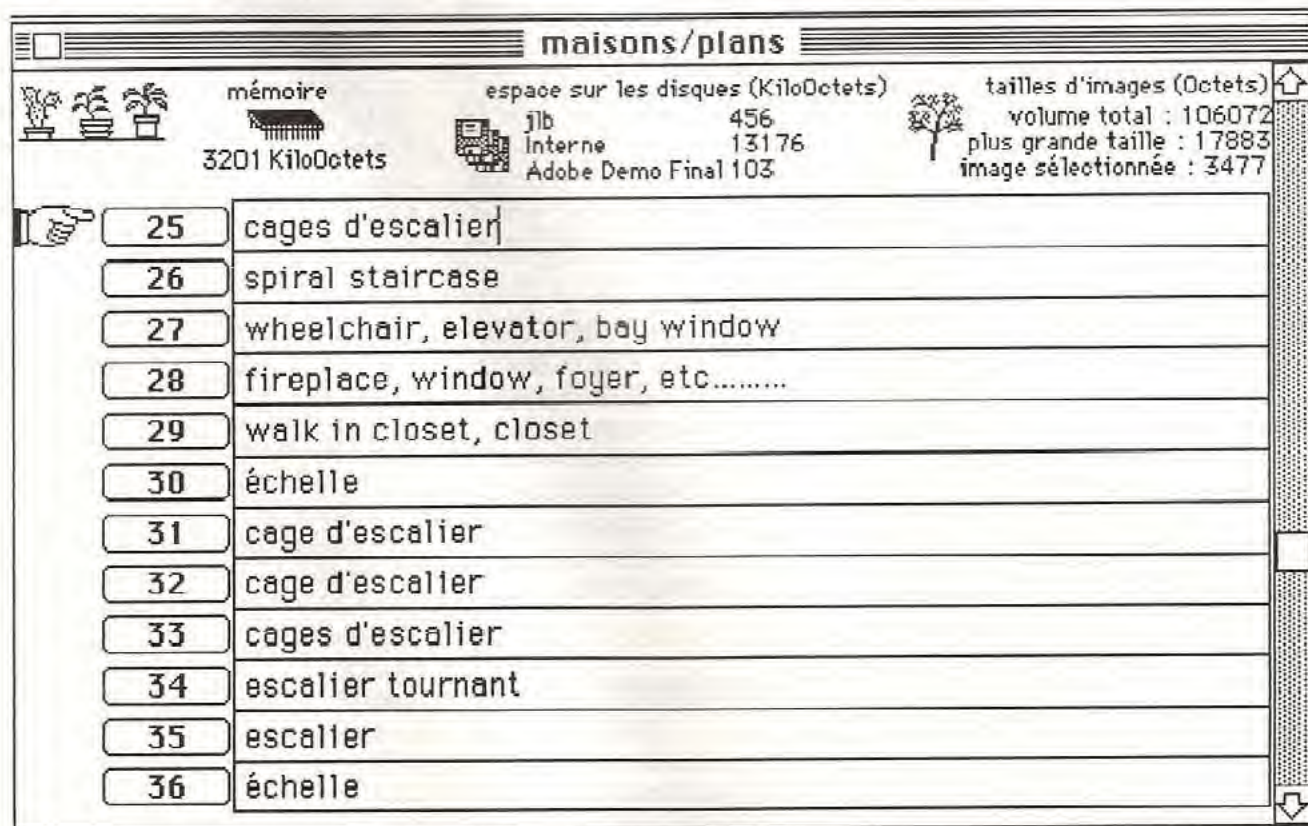 maisons/plans
mémoire
3201 KiloOctets
espace sur les disques (KiloOctets)
jlb 456
Interne 13176
Adobe Demo Final 103
tailles d'images (Octets)
volume total : 106072
plus grande taille : 17883
image sélectionnée : 3477
25 cages d'escalier
26 spiral staircase
27 wheelchair, elevator, bay window
28 fireplace, window, foyer, etc.........
29 walk in closet, closet
30 échelle
31 cage d'escalier
32 cage d'escalier
33 cages d'escalier
34 escalier tournant
35 escalier
36 échelle